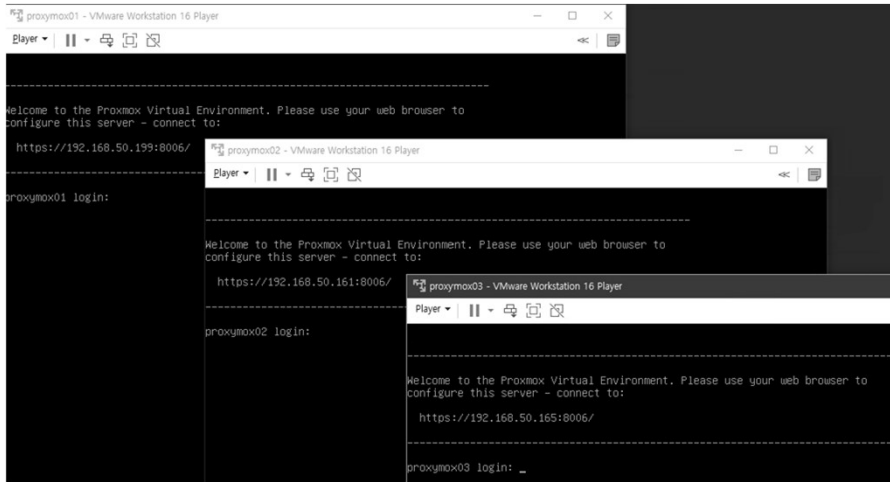 proxymox01 - VMware Workstation 16 Player
Player
Welcome to the Proxmox Virtual Environment. Please use your web browser to
configure this server - connect to:
https://192.168.50.199:8006/
proxymox01 login:
proxymox02 - VMware Workstation 16 Player
Player
Welcome to the Proxmox Virtual Environment. Please use your web browser to
configure this server - connect to:
https://192.168.50.161:8006/
proxymox02 login:
proxymox03 - VMware Workstation 16 Player
Player
Welcome to the Proxmox Virtual Environment. Please use your web browser to
configure this server - connect to:
https://192.168.50.165:8006/
proxymox03 login: _